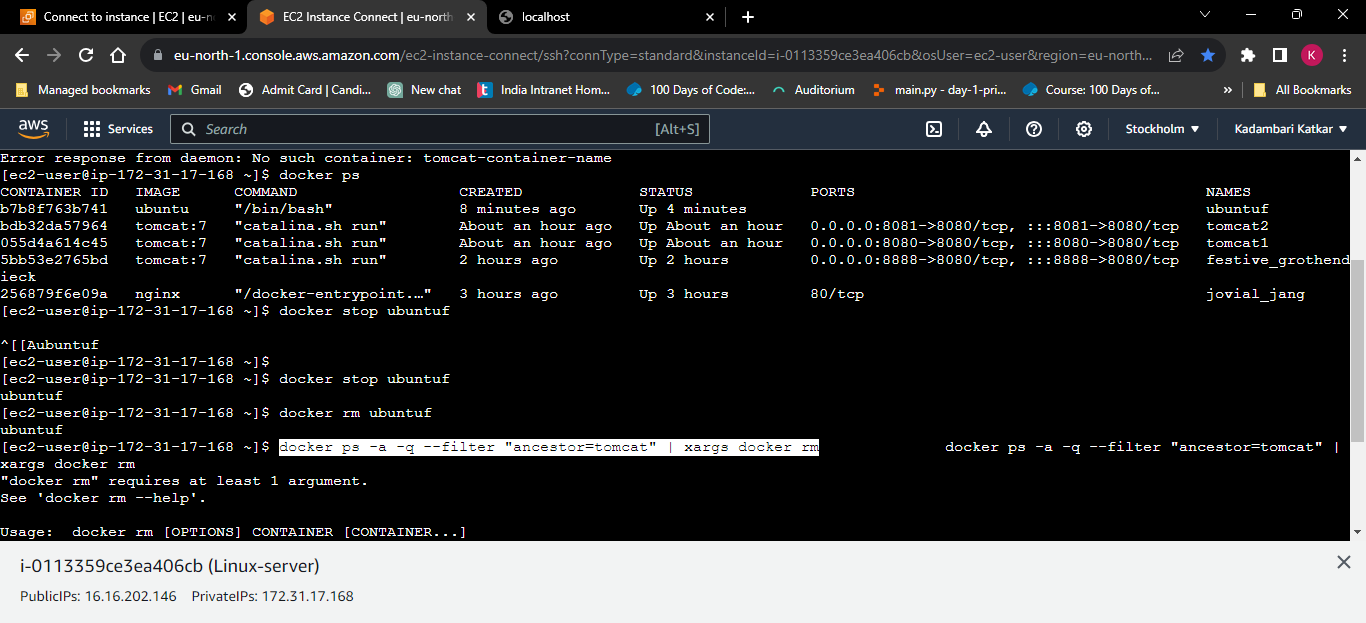 Connect to instance | EC2 | eu-n
EC2 Instance Connect | eu-north
localhost
eu-north-1.console.aws.amazon.com/ec2-instance-connect/ssh?connType=standard&instanceId=i-0113359ce3ea406cb&osUser=ec2-user&region=eu-north...
K
Managed bookmarks Gmail Admit Card | Candi... New chat India Intranet Hom... 100 Days of Code:... Auditorium main.py - day-1-pri... Course: 100 Days of... » All Bookmarks
aws Services Search [Alt+S] Stockholm Kadambari Katkar
Error response from daemon: No such container: tomcat-container-name
[ec2-user@ip-172-31-17-168 ~]$ docker ps
CONTAINER ID IMAGE COMMAND CREATED STATUS PORTS NAMES
b7b8f763b741 ubuntu "/bin/bash" 8 minutes ago Up 4 minutes ubuntuf
bdb32da57964 tomcat:7 "catalina.sh run" About an hour ago Up About an hour 0.0.0.0:8081->8080/tcp, :::8081->8080/tcp tomcat2
055d4a614c45 tomcat:7 "catalina.sh run" About an hour ago Up About an hour 0.0.0.0:8080->8080/tcp, :::8080->8080/tcp tomcat1
5bb53e2765bd tomcat:7 "catalina.sh run" 2 hours ago Up 2 hours 0.0.0.0:8888->8080/tcp, :::8888->8080/tcp festive_grothend
ieck
256879f6e09a nginx "/docker-entrypoint.…" 3 hours ago Up 3 hours 80/tcp jovial_jang
[ec2-user@ip-172-31-17-168 ~]$ docker stop ubuntuf
^[[Aubuntuf
[ec2-user@ip-172-31-17-168 ~]$
[ec2-user@ip-172-31-17-168 ~]$ docker stop ubuntuf
ubuntuf
[ec2-user@ip-172-31-17-168 ~]$ docker rm ubuntuf
ubuntuf
[ec2-user@ip-172-31-17-168 ~]$ docker ps -a -q --filter "ancestor=tomcat" | xargs docker rm docker ps -a -q --filter "ancestor=tomcat" |
xargs docker rm
"docker rm" requires at least 1 argument.
See 'docker rm --help'.
Usage: docker rm [OPTIONS] CONTAINER [CONTAINER...]
i-0113359ce3ea406cb (Linux-server)
PublicIPs: 16.16.202.146 PrivateIPs: 172.31.17.168